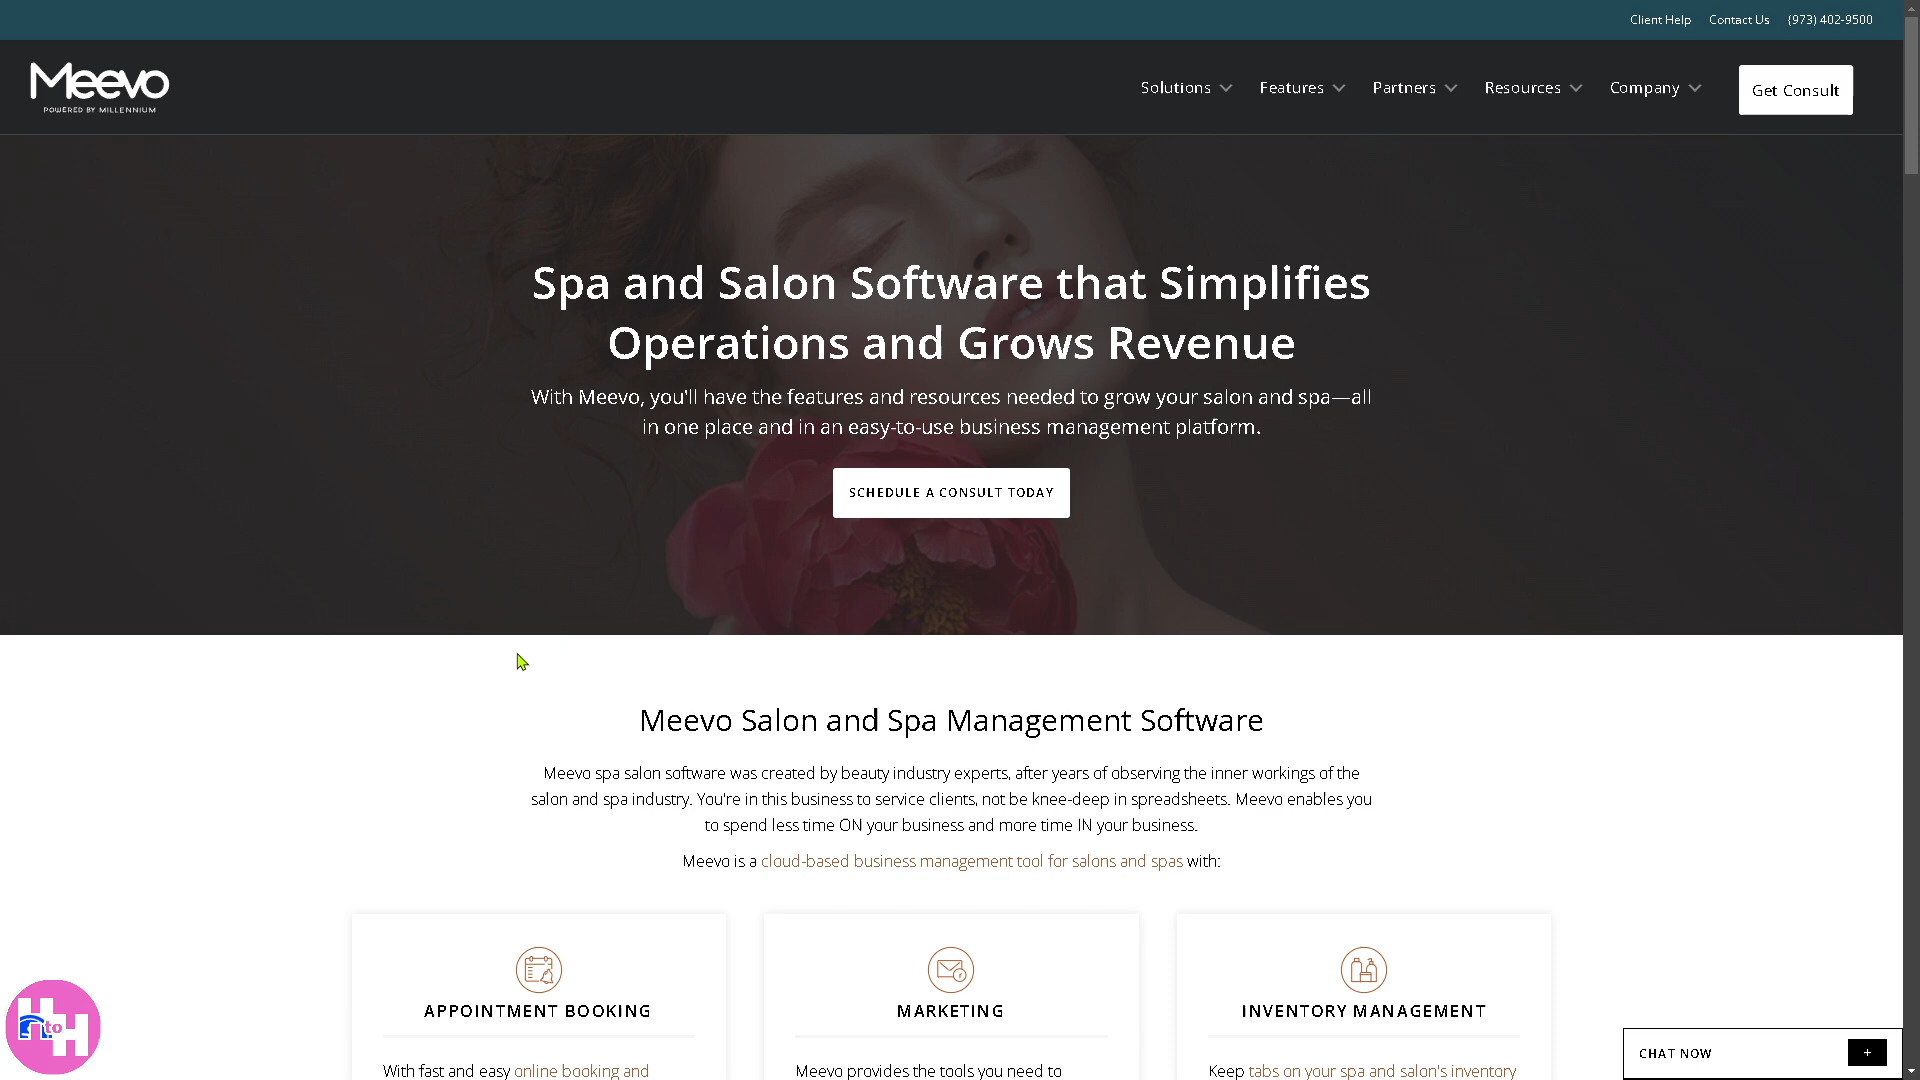 Client Help Contact Us (973) 402-9500
Meevo
POWERED BY MILLENNIUM
Solutions Features Partners Resources Company Get Consult
Spa and Salon Software that Simplifies
Operations and Grows Revenue
With Meevo, you'll have the features and resources needed to grow your salon and spa—all
in one place and in an easy-to-use business management platform.
SCHEDULE A CONSULT TODAY
Meevo Salon and Spa Management Software
Meevo spa salon software was created by beauty industry experts, after years of observing the inner workings of the
salon and spa industry. You're in this business to service clients, not be knee-deep in spreadsheets. Meevo enables you
to spend less time ON your business and more time IN your business.
Meevo is a cloud-based business management tool for salons and spas with:
APPOINTMENT BOOKING
With fast and easy online booking and
MARKETING
Meevo provides the tools you need to
INVENTORY MANAGEMENT
Keep tabs on your spa and salon's inventory
H to H
CHAT NOW +